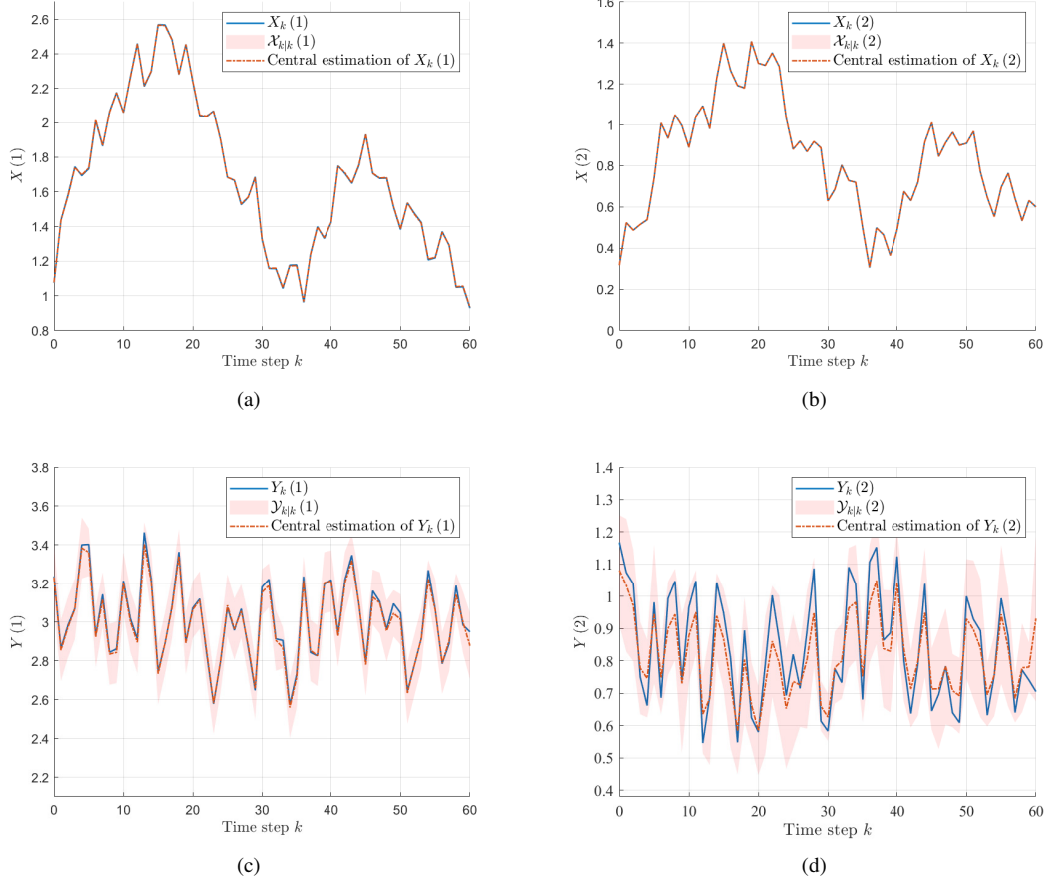 2.6
2.4
2.2
2
1.8
1.6
1.4
1.2
1
0.8
X (1)
X_k (1)
𝒳_{k|k} (1)
Central estimation of X_k (1)
0 10 20 30 40 50 60
Time step k
(a)
1.6
1.4
1.2
1
0.8
0.6
0.4
0.2
0
X (2)
X_k (2)
𝒳_{k|k} (2)
Central estimation of X_k (2)
0 10 20 30 40 50 60
Time step k
(b)
3.8
3.6
3.4
3.2
3
2.8
2.6
2.4
2.2
Y (1)
Y_k (1)
𝒴_{k|k} (1)
Central estimation of Y_k (1)
0 10 20 30 40 50 60
Time step k
(c)
1.4
1.3
1.2
1.1
1
0.9
0.8
0.7
0.6
0.5
0.4
Y (2)
Y_k (2)
𝒴_{k|k} (2)
Central estimation of Y_k (2)
0 10 20 30 40 50 60
Time step k
(d)